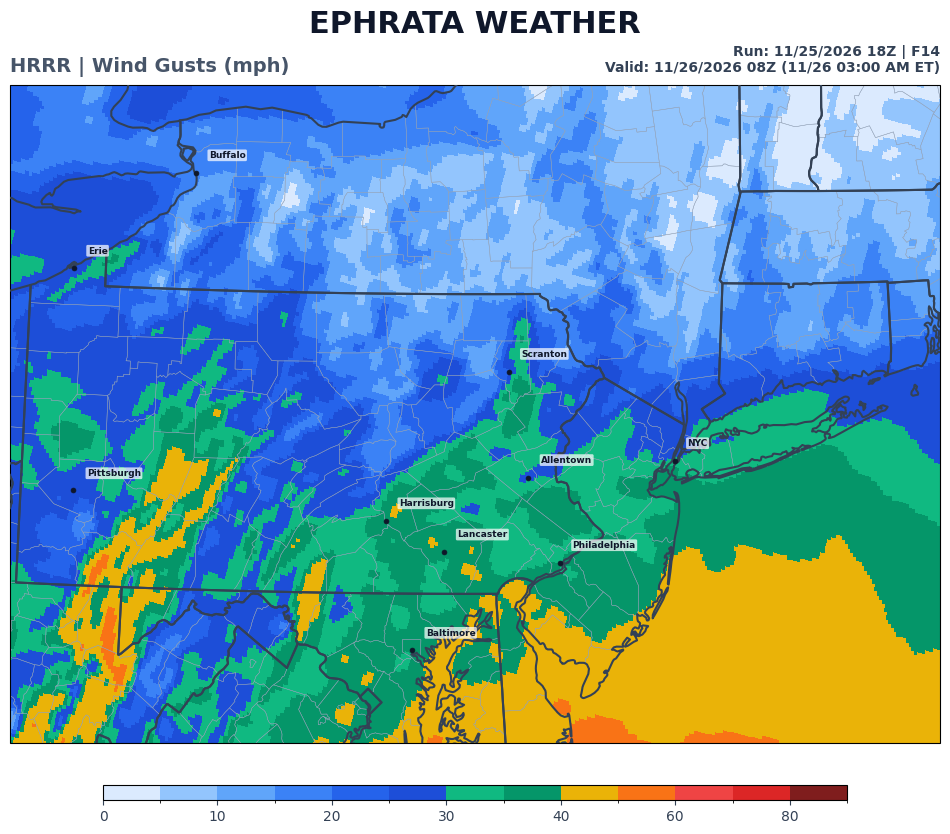 EPHRATA WEATHER
HRRR | Wind Gusts (mph)
Run: 11/25/2026 18Z | F14
Valid: 11/26/2026 08Z (11/26 03:00 AM ET)
Buffalo
Erie
Scranton
NYC
Allentown
Pittsburgh
Harrisburg
Lancaster
Philadelphia
Baltimore
0 10 20 30 40 50 60 70 80